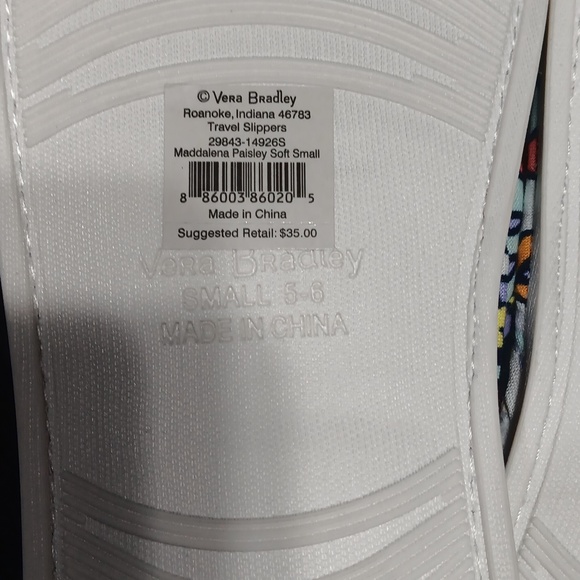 © Vera Bradley
Roanoke, Indiana 46783
Travel Slippers
29843-14926S
Maddalena Paisley Soft Small
8 86003 86020 5
Made in China
Suggested Retail: $35.00
Vera Bradley
SMALL 5-6
MADE IN CHINA